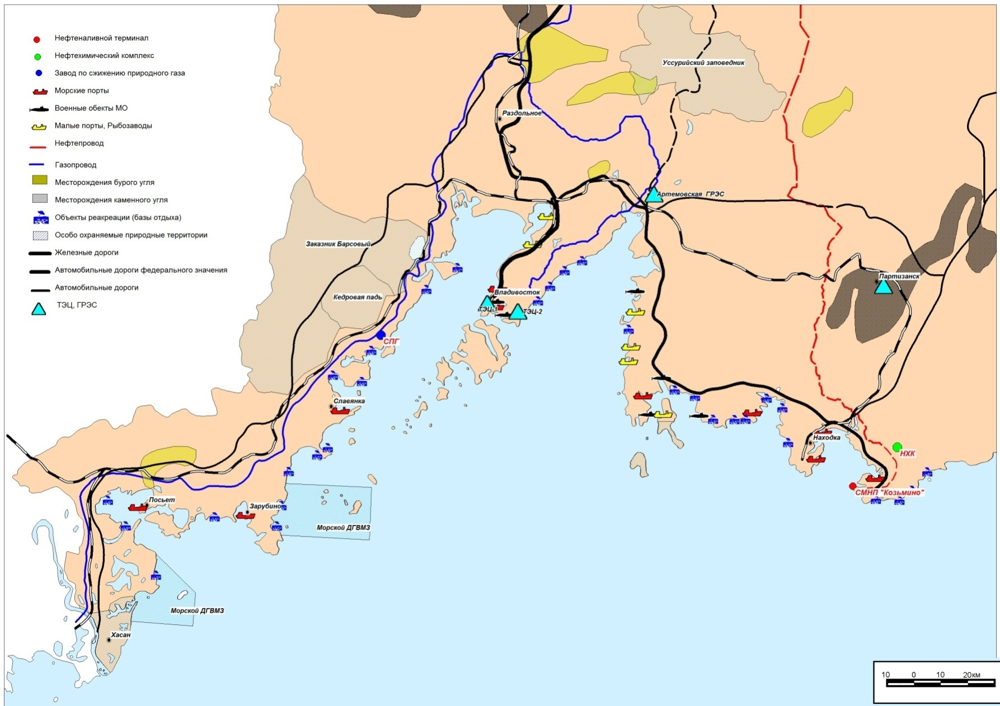 Нефтеналивной терминал
Нефтехимический комплекс
Завод по сжижению природного газа
Морские порты
Военные обекты МО
Малые порты, Рыбозаводы
Нефтепровод
Газопровод
Месторождения бурого угля
Месторождения каменного угля
Объекты реакреации (базы отдыха)
Особо охраняемые природные территории
Железные дороги
Автомобильные дороги федерального значения
Автомобильные дороги
ТЭЦ, ГРЭС
Уссурийский заповедник
Раздольное
Артемовская ГРЭС
Заказник Барсовый
Кедровая падь
Партизанск
Владивосток
ТЭЦ-1
ТЭЦ-2
СПГ
Славянка
Находка
НХК
СМНП "Козьмино"
Посьет
Зарубино
Морской ДГВМЗ
Морской ДГВМЗ
Хасан
10 0 10 20км